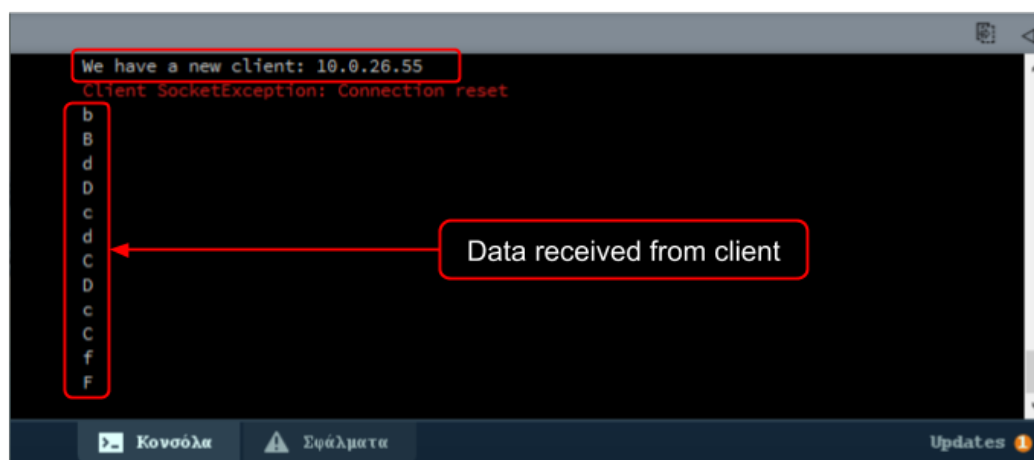 We have a new client: 10.0.26.55
Client SocketException: Connection reset
b
B
d
D
c
d
C
D
c
C
f
F
Data received from client
>_ Κονσόλα
Σφάλματα
Updates 1